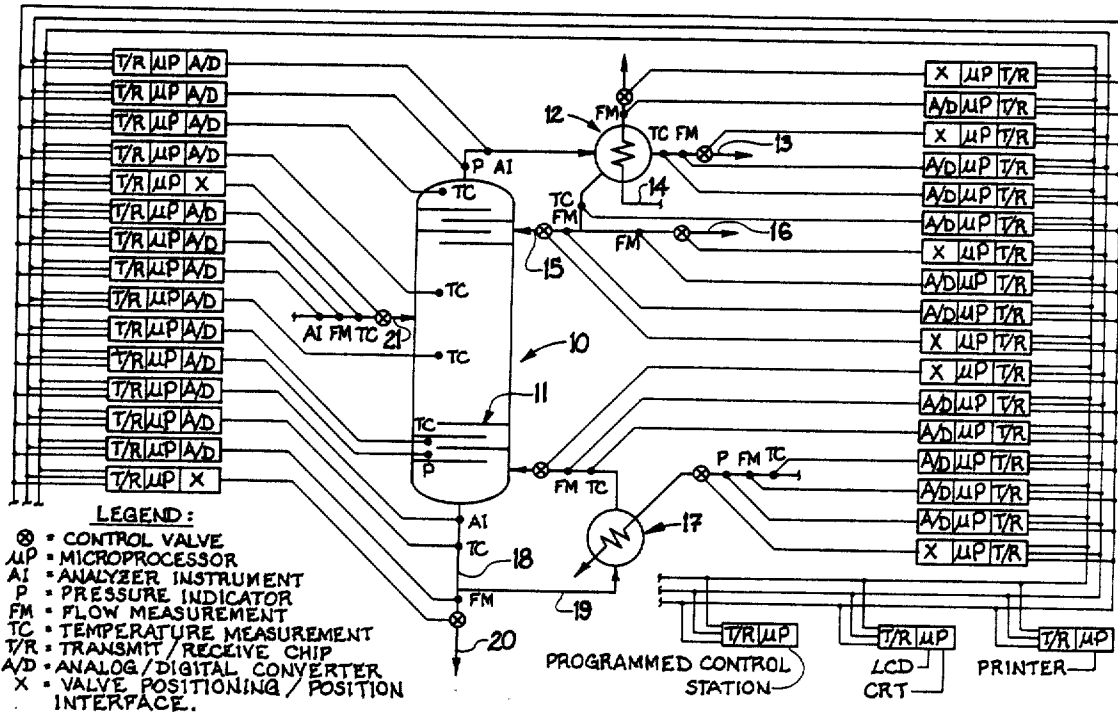 T/R μP A/D
T/R μP A/D
T/R μP A/D
T/R μP A/D
T/R μP X
T/R μP A/D
T/R μP A/D
T/R μP A/D
T/R μP A/D
T/R μP A/D
T/R μP A/D
T/R μP A/D
T/R μP A/D
T/R μP A/D
T/R μP X
12
FM
TC FM
13
P AI
14
TC
TC
FM
FM
15
16
TC
AI FM TC
21
TC
10
11
TC
P
FM TC
P FM TC
17
AI
TC
18
FM
19
20
X μP T/R
A/D μP T/R
X μP T/R
A/D μP T/R
A/D μP T/R
A/D μP T/R
X μP T/R
A/D μP T/R
A/D μP T/R
X μP T/R
X μP T/R
A/D μP T/R
A/D μP T/R
A/D μP T/R
A/D μP T/R
A/D μP T/R
X μP T/R
LEGEND:
⊗ = CONTROL VALVE
μP = MICROPROCESSOR
AI = ANALYZER INSTRUMENT
P = PRESSURE INDICATOR
FM = FLOW MEASUREMENT
TC = TEMPERATURE MEASUREMENT
T/R = TRANSMIT/RECEIVE CHIP
A/D = ANALOG/DIGITAL CONVERTER
X = VALVE POSITIONING/POSITION
INTERFACE.
T/R μP
PROGRAMMED CONTROL
STATION
T/R μP
LCD
CRT
T/R μP
PRINTER